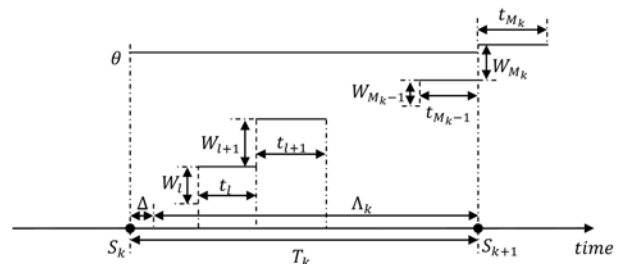 t_{M_k}
θ
W_{M_k}
W_{M_k-1}
t_{M_k-1}
W_{l+1}
t_{l+1}
W_l
t_l
Δ
Λ_k
S_k
S_{k+1}
time
T_k